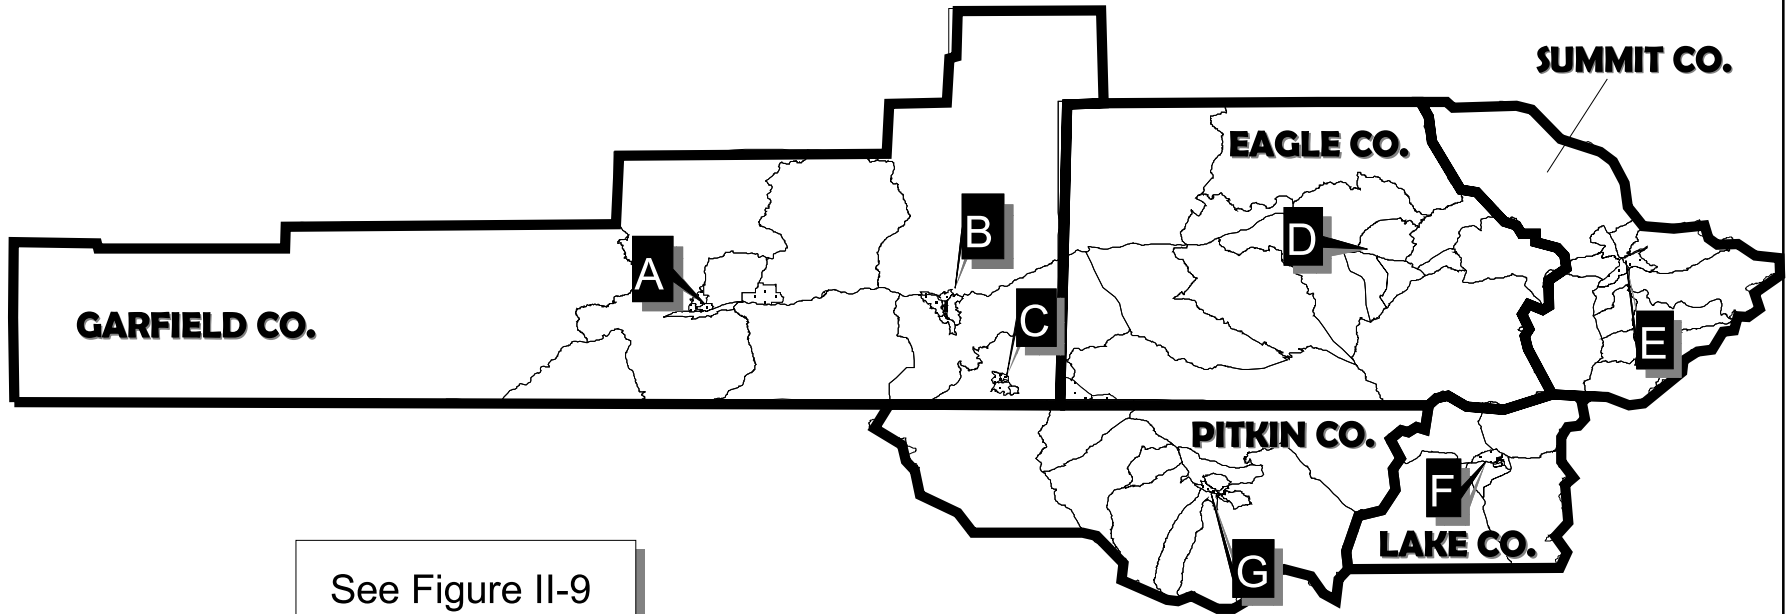 SUMMIT CO.
EAGLE CO.
B
D
A
C
GARFIELD CO.
E
PITKIN CO.
F
LAKE CO.
G
See Figure II-9